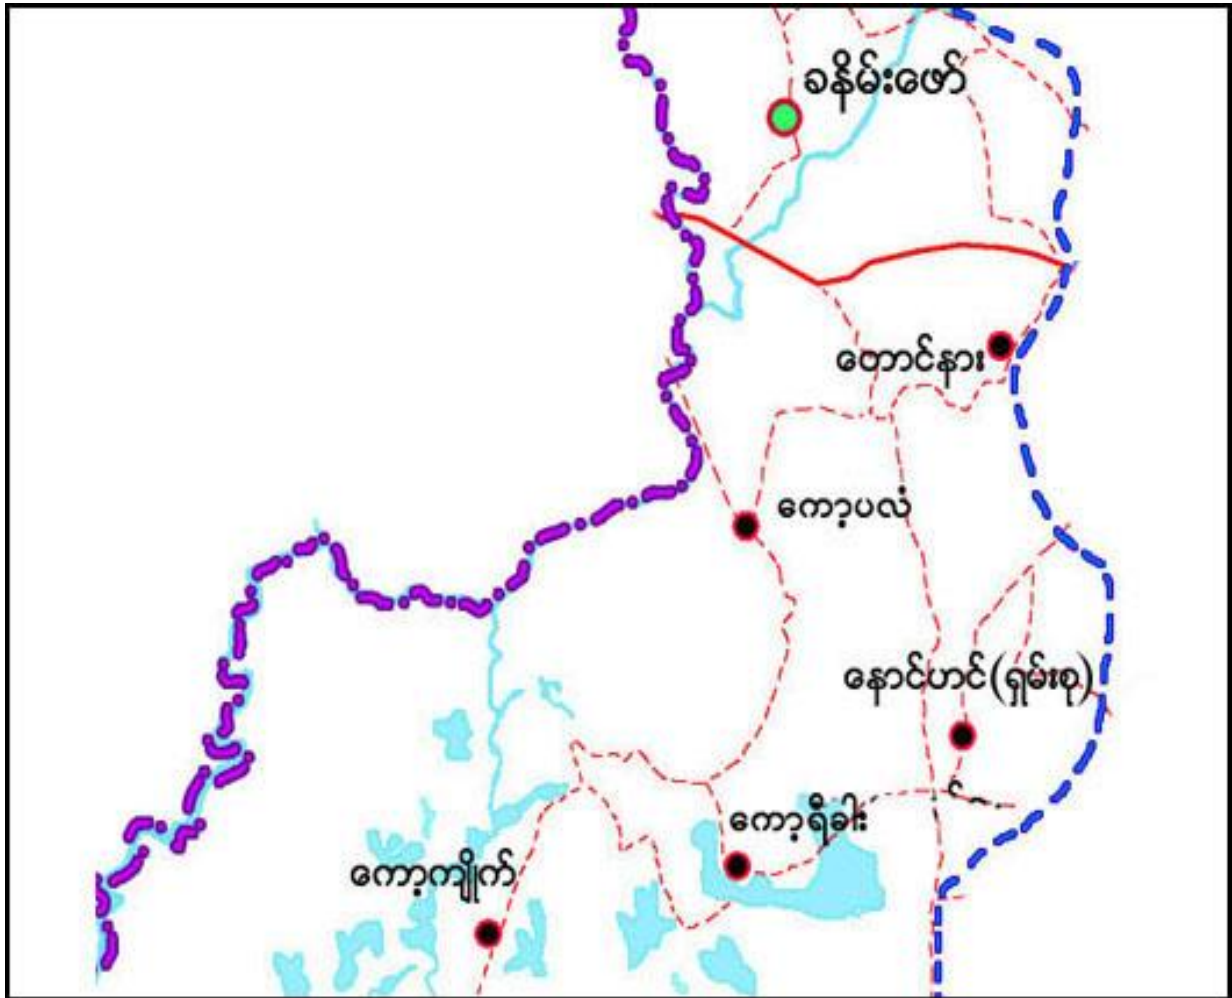 ခနိမ်းဖော်
တောင်နား
ကော့ပလံ
နောင်ဟင်(ရှမ်းစု)
ကော့ရီခါး
ကော့ကျိုက်